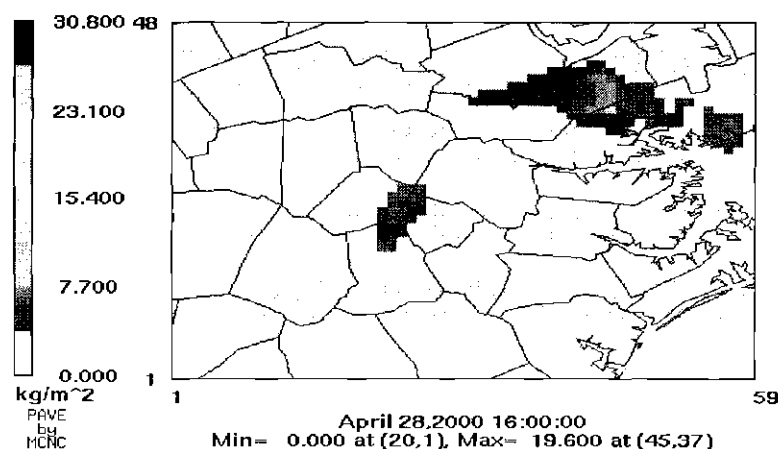 30.800
48
23.100
15.400
7.700
0.000
1
kg/m^2
1
59
PAVE
by
MCNC
April 28,2000 16:00:00
Min= 0.000 at (20,1), Max= 19.600 at (45,37)